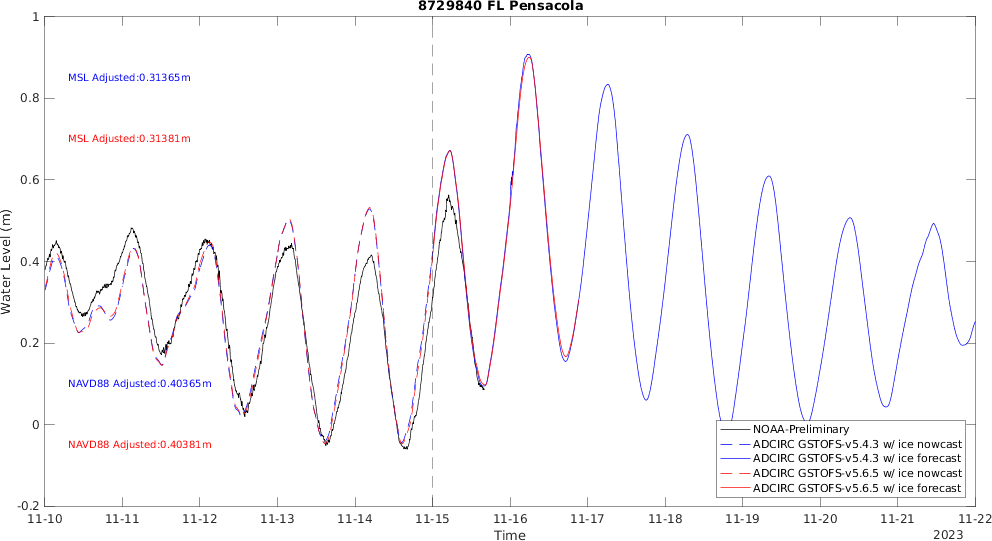 8729840 FL Pensacola
1
0.8
0.6
0.4
0.2
0
-0.2
Water Level (m)
MSL Adjusted:0.31365m
MSL Adjusted:0.31381m
NAVD88 Adjusted:0.40365m
NAVD88 Adjusted:0.40381m
NOAA-Preliminary
ADCIRC GSTOFS-v5.4.3 w/ ice nowcast
ADCIRC GSTOFS-v5.4.3 w/ ice forecast
ADCIRC GSTOFS-v5.6.5 w/ ice nowcast
ADCIRC GSTOFS-v5.6.5 w/ ice forecast
11-10 11-11 11-12 11-13 11-14 11-15 11-16 11-17 11-18 11-19 11-20 11-21 11-22
Time
2023